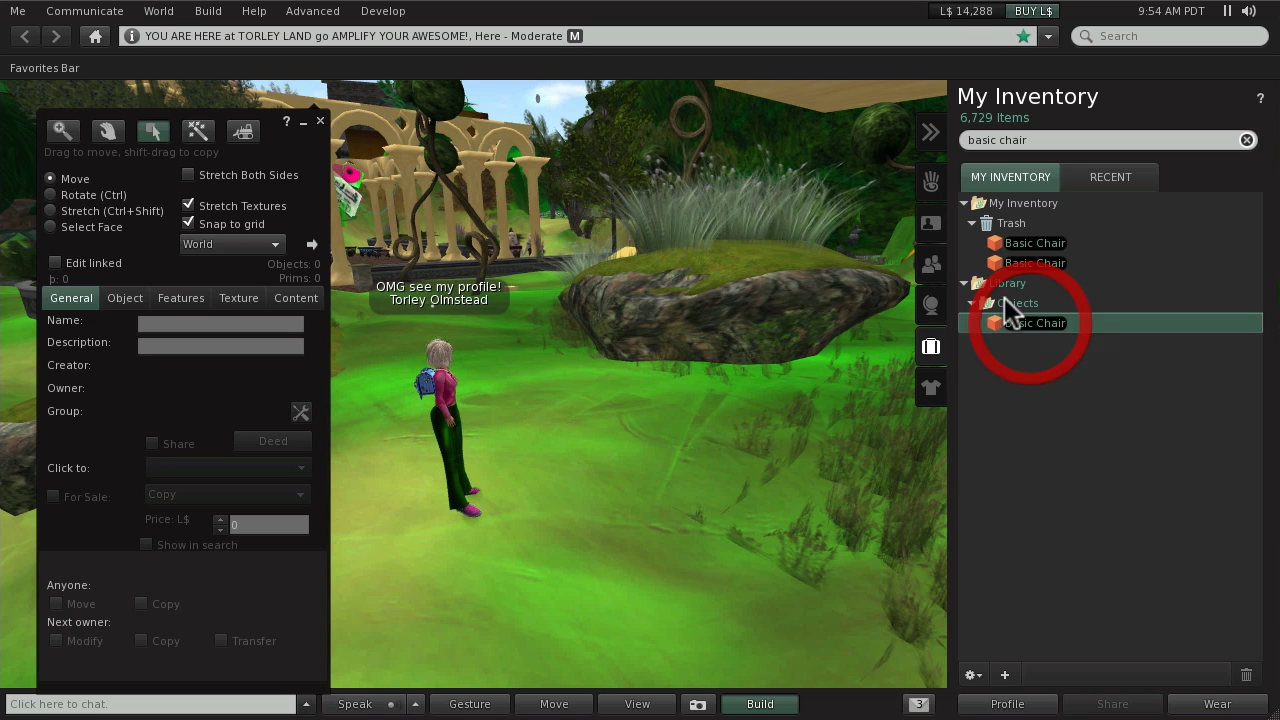 Me Communicate World Build Help Advanced Develop L$ 14,288 BUY L$ 9:54 AM PDT
YOU ARE HERE at TORLEY LAND go AMPLIFY YOUR AWESOME!, Here - Moderate M Search
Favorites Bar
My Inventory
?
6,729 Items
basic chair
MY INVENTORY RECENT
My Inventory
Trash
Basic Chair
Basic Chair
Library
Objects
Basic Chair
?
Drag to move, shift-drag to copy
Move
Rotate (Ctrl)
Stretch (Ctrl+Shift)
Select Face
Stretch Both Sides
Stretch Textures
Snap to grid
World
Edit linked
Objects: 0
þ: 0 Prims: 0
General Object Features Texture Content
Name:
Description:
Creator:
Owner:
Group:
Share Deed
Click to:
For Sale: Copy
Price: L$ 0
Show in search
Anyone:
Move Copy
Next owner:
Modify Copy Transfer
OMG see my profile!
Torley Olmstead
Click here to chat. Speak Gesture Move View Build 3 Profile Share Wear